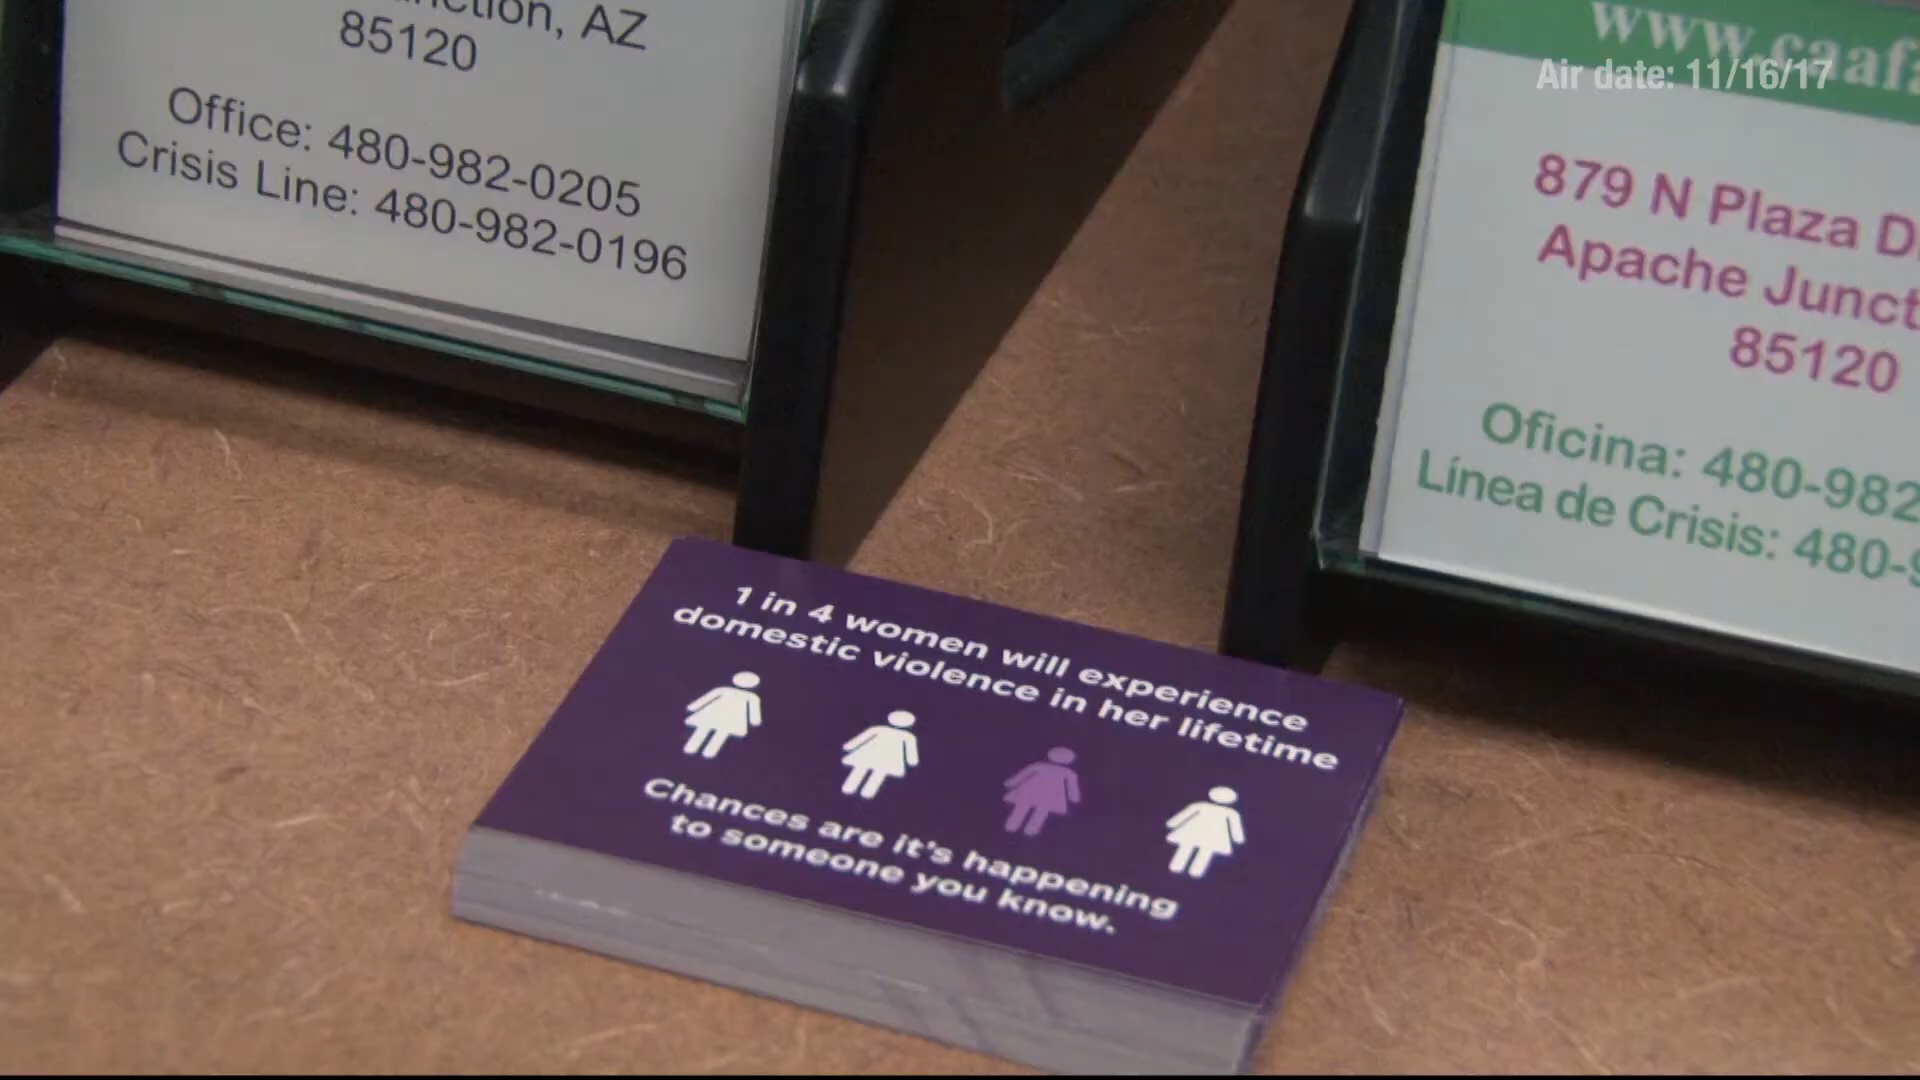 AZ
85120
Office: 480-982-0205
Crisis Line: 480-982-0196
Air date: 11/16/17
879 N Plaza
Apache
85120
Oficina: 480-982
Línea de Crisis: 480-
1 in 4 women will experience
domestic violence in her lifetime
Chances are it's happening
to someone you know.